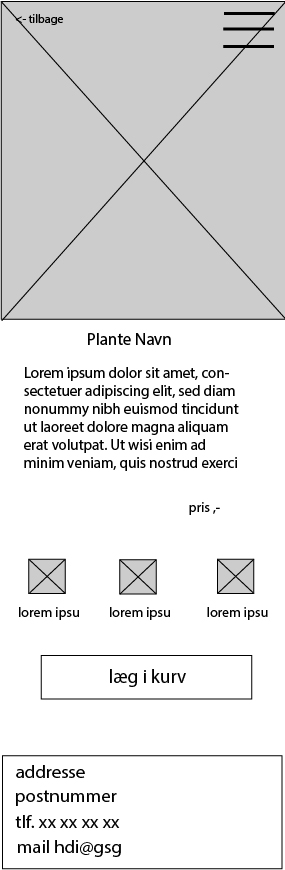 <- tilbage
Plante Navn
Lorem ipsum dolor sit amet, con-
sectetuer adipiscing elit, sed diam
nonummy nibh euismod tincidunt
ut laoreet dolore magna aliquam
erat volutpat. Ut wisi enim ad
minim veniam, quis nostrud exerci
pris ,-
lorem ipsu lorem ipsu lorem ipsu
læg i kurv
addresse
postnummer
tlf. xx xx xx xx
mail hdi@gsg